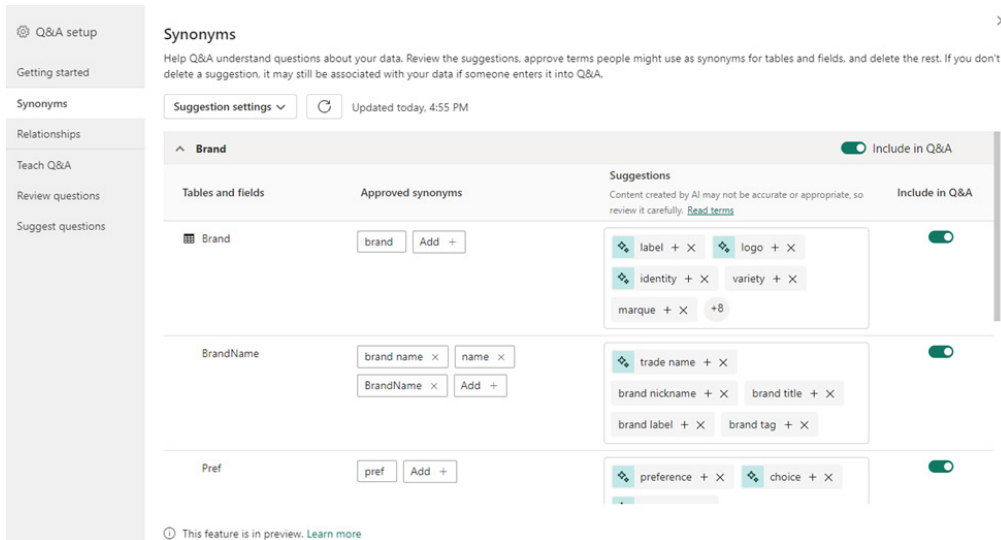 Q&A setup
Getting started
Synonyms
Relationships
Teach Q&A
Review questions
Suggest questions
Synonyms
Help Q&A understand questions about your data. Review the suggestions, approve terms people might use as synonyms for tables and fields, and delete the rest. If you don't
delete a suggestion, it may still be associated with your data if someone enters it into Q&A.
Suggestion settings
Updated today, 4:55 PM
Brand
Include in Q&A
Tables and fields
Approved synonyms
Suggestions
Content created by AI may not be accurate or appropriate, so
review it carefully. Read terms
Include in Q&A
Brand
brand
Add +
label + ×
logo + ×
identity + ×
variety + ×
marque + ×
+8
BrandName
brand name ×
name ×
BrandName ×
Add +
trade name + ×
brand nickname + ×
brand title + ×
brand label + ×
brand tag + ×
Pref
pref
Add +
preference + ×
choice + ×
This feature is in preview. Learn more